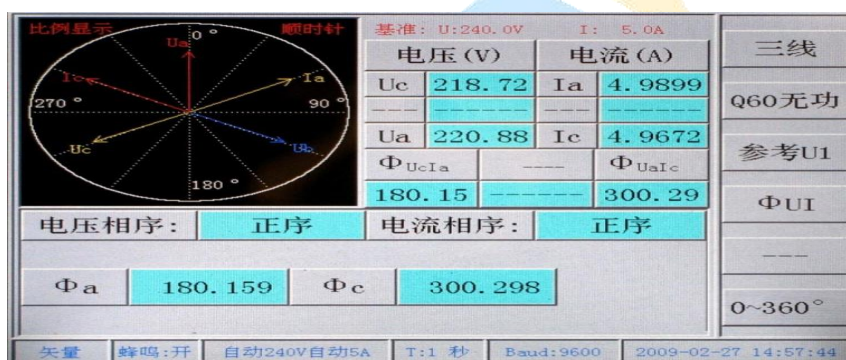 比例显示 顺时针
0°
Ua
Ic Ia
270° 90°
Uc Ub
180°
基准: U:240.0V I: 5.0A
电压(V) 电流(A)
Uc 218.72 Ia 4.9899
--- ------ --- ------
Ua 220.88 Ic 4.9672
ΦUcIa ---- ΦUaIc
180.15 ------ --- 300.29
电压相序: 正序 电流相序: 正序
Φa 180.159 Φc 300.298
三线
Q60无功
参考U1
ΦUI
---
0~360°
矢量 蜂鸣:开 自动240V自动5A T:1 秒 Baud:9600 2009-02-27 14:57:44